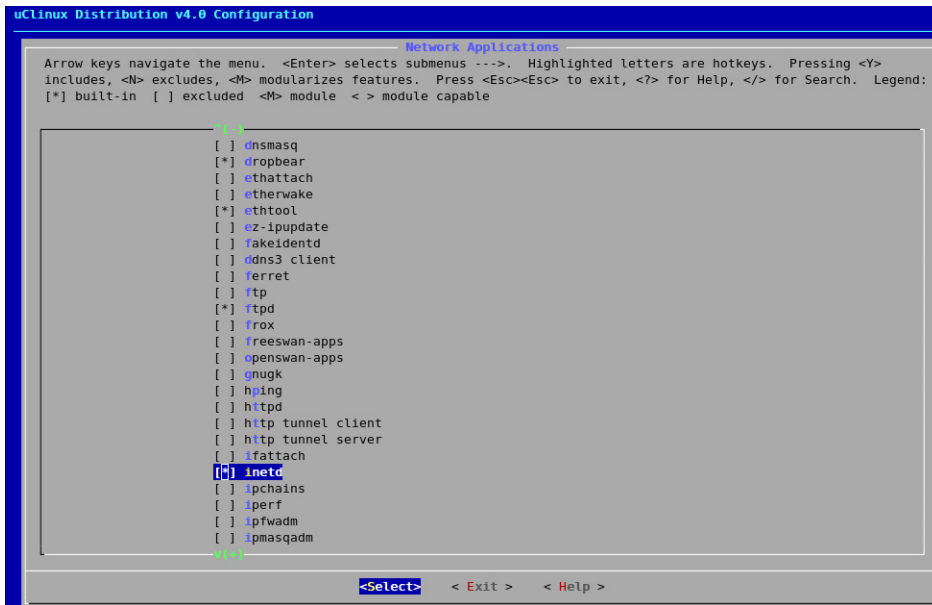 uClinux Distribution v4.0 Configuration
Network Applications
Arrow keys navigate the menu.  <Enter> selects submenus --->.  Highlighted letters are hotkeys.  Pressing <Y>
includes, <N> excludes, <M> modularizes features.  Press <Esc><Esc> to exit, <?> for Help, </> for Search.  Legend:
[*] built-in  [ ] excluded  <M> module  < > module capable
^(-)
[ ] dnsmasq
[*] dropbear
[ ] ethattach
[ ] etherwake
[*] ethtool
[ ] ez-ipupdate
[ ] fakeidentd
[ ] ddns3 client
[ ] ferret
[ ] ftp
[*] ftpd
[ ] frox
[ ] freeswan-apps
[ ] openswan-apps
[ ] gnugk
[ ] hping
[ ] httpd
[ ] http tunnel client
[ ] http tunnel server
[ ] ifattach
[*] inetd
[ ] ipchains
[ ] iperf
[ ] ipfwadm
[ ] ipmasqadm
v(+)
<Select>    < Exit >    < Help >